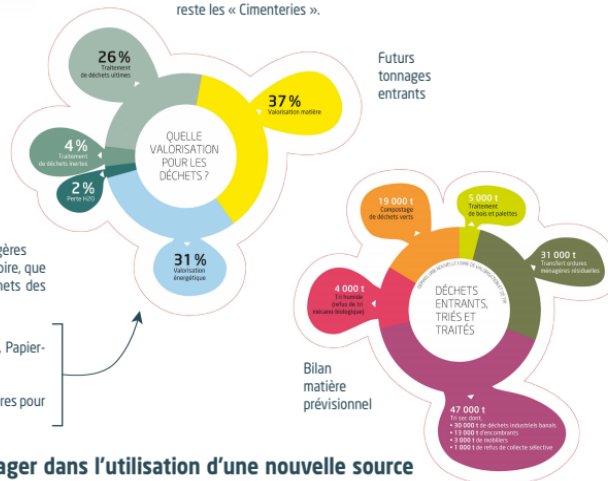 reste les « Cimenteries ».
26 %
Traitement
de déchets ultimes
37 %
Valorisation matière
Futurs
tonnages
entrants
QUELLE
VALORISATION
POUR LES
DÉCHETS ?
4 %
Traitement
de déchets inertes
2 %
Perte H2O
31 %
Valorisation
énergétique
gères
oire, que
hets des
, Papier-
res pour
19 000 t
Compostage
de déchets verts
5 000 t
Traitement
de bois et palettes
31 000 t
Transfert ordures
ménagères résiduelles
4 000 t
Tri humide
(refus de tri
mécano-biologique)
DÉCHETS
ENTRANTS,
TRIÉS ET
TRAITÉS
Bilan
matière
prévisionnel
47 000 t
Tri sec dont:
• 30 000 t de déchets industriels banals
• 13 000 t d'encombrants
• 3 000 t de mobiliers
• 1 000 t de refus de collecte sélective
ager dans l'utilisation d'une nouvelle source